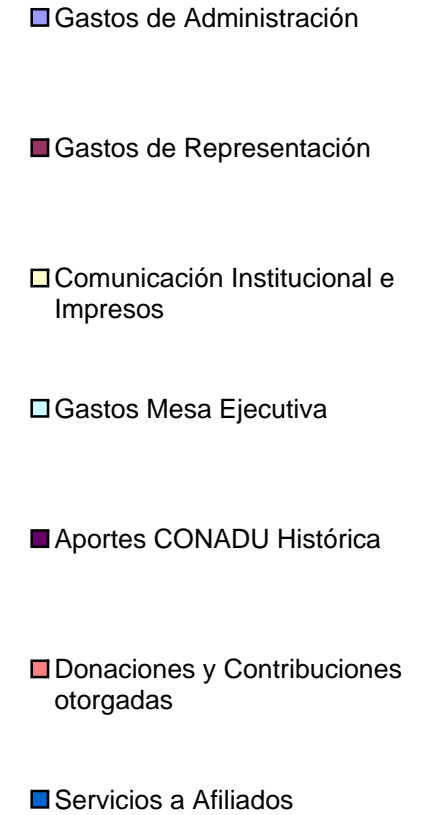 Gastos de Administración
Gastos de Representación
Comunicación Institucional e
Impresos
Gastos Mesa Ejecutiva
Aportes CONADU Histórica
Donaciones y Contribuciones
otorgadas
Servicios a Afiliados